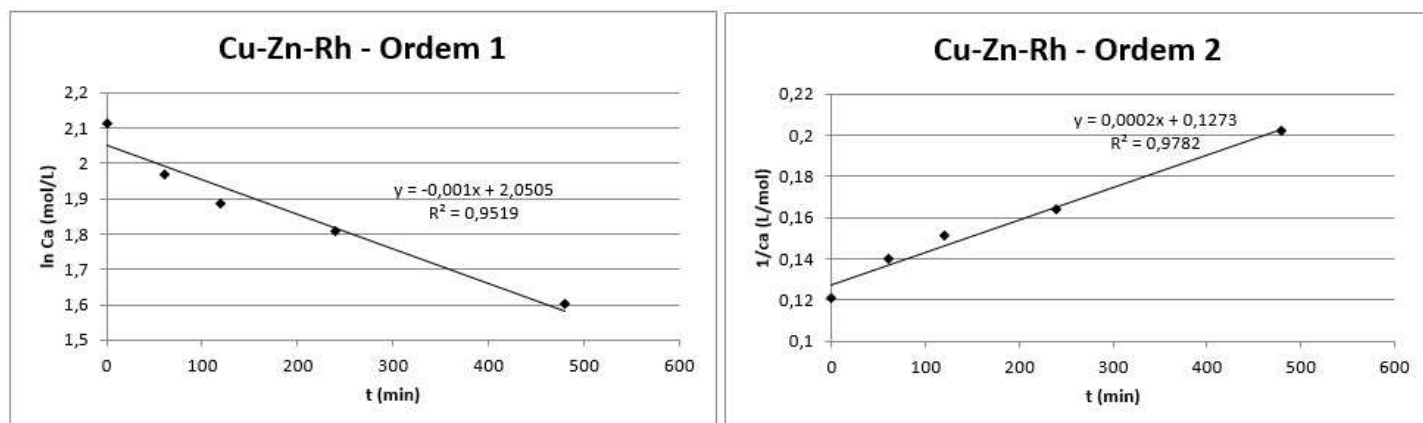 Cu-Zn-Rh - Ordem 1
2,2
2,1
2
1,9
1,8
1,7
1,6
1,5
ln Ca (mol/L)
y = -0,001x + 2,0505
R² = 0,9519
0 100 200 300 400 500 600
t (min)
Cu-Zn-Rh - Ordem 2
0,22
0,2
0,18
0,16
0,14
0,12
0,1
1/ca (L/mol)
y = 0,0002x + 0,1273
R² = 0,9782
0 100 200 300 400 500 600
t (min)